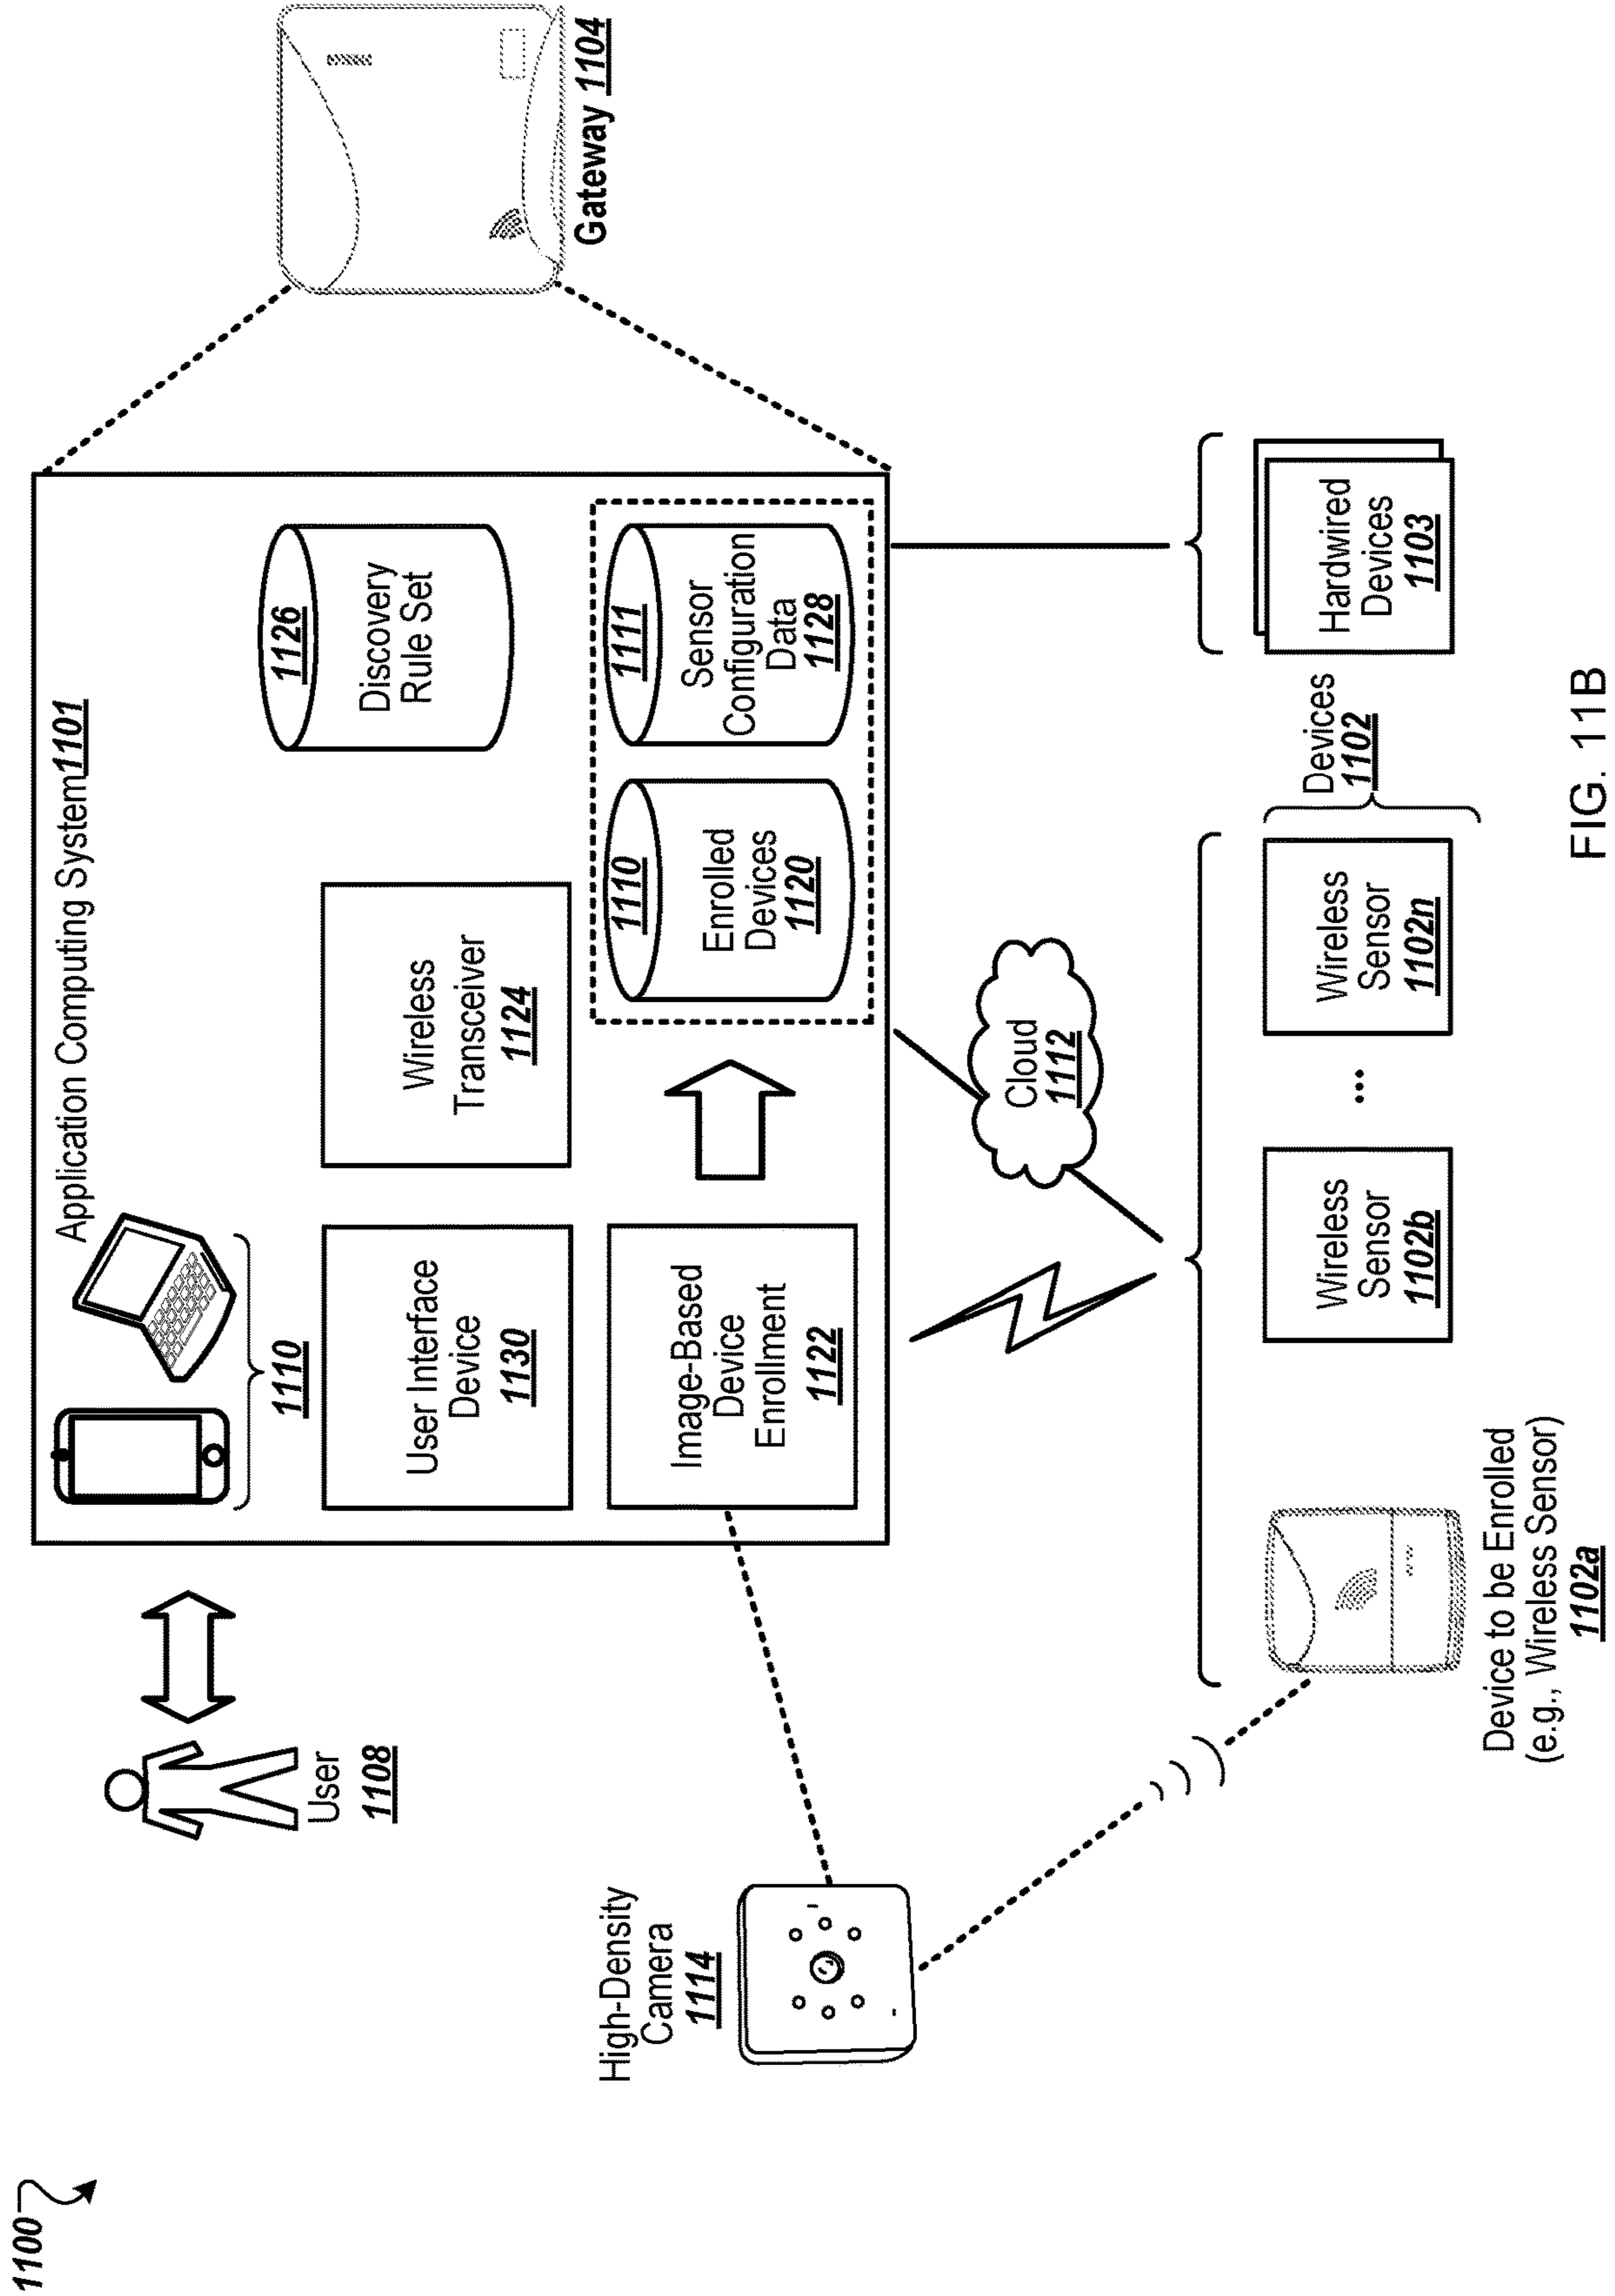 1100
Application Computing System 1101
1110
User
1108
User Interface
Device
1130
Wireless
Transceiver
1124
1126
Discovery
Rule Set
Gateway 1104
High-Density
Camera
1114
Image-Based
Device
Enrollment
1122
1110
Enrolled
Devices
1120
1111
Sensor
Configuration
Data
1128
Cloud
1112
Device to be Enrolled
(e.g., Wireless Sensor)
1102a
Wireless
Sensor
1102b
...
Wireless
Sensor
1102n
Devices
1102
Hardwired
Devices
1103
FIG. 11B